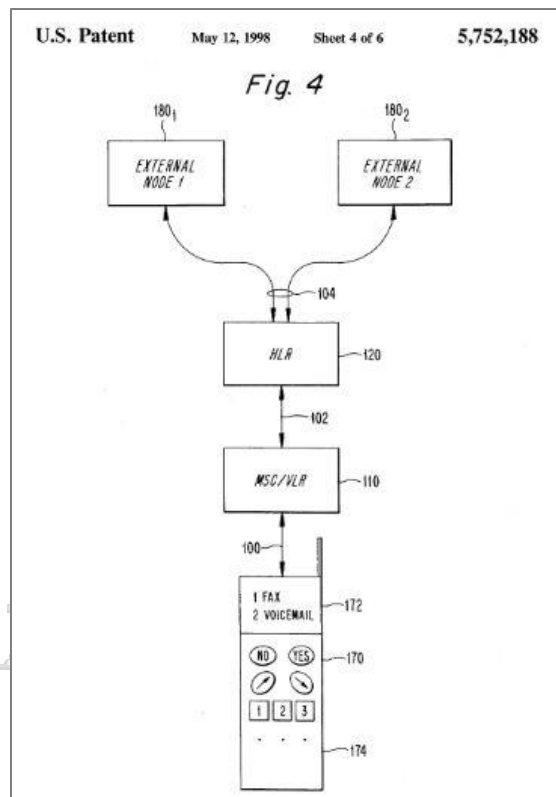 U.S. Patent May 12, 1998 Sheet 4 of 6 5,752,188
Fig. 4
180₁ 180₂
EXTERNAL NODE 1
EXTERNAL NODE 2
104
HLR
120
102
MSC/VLR
110
100
1 FAX
2 VOICEMAIL
172
NO YES
170
1 2 3
174